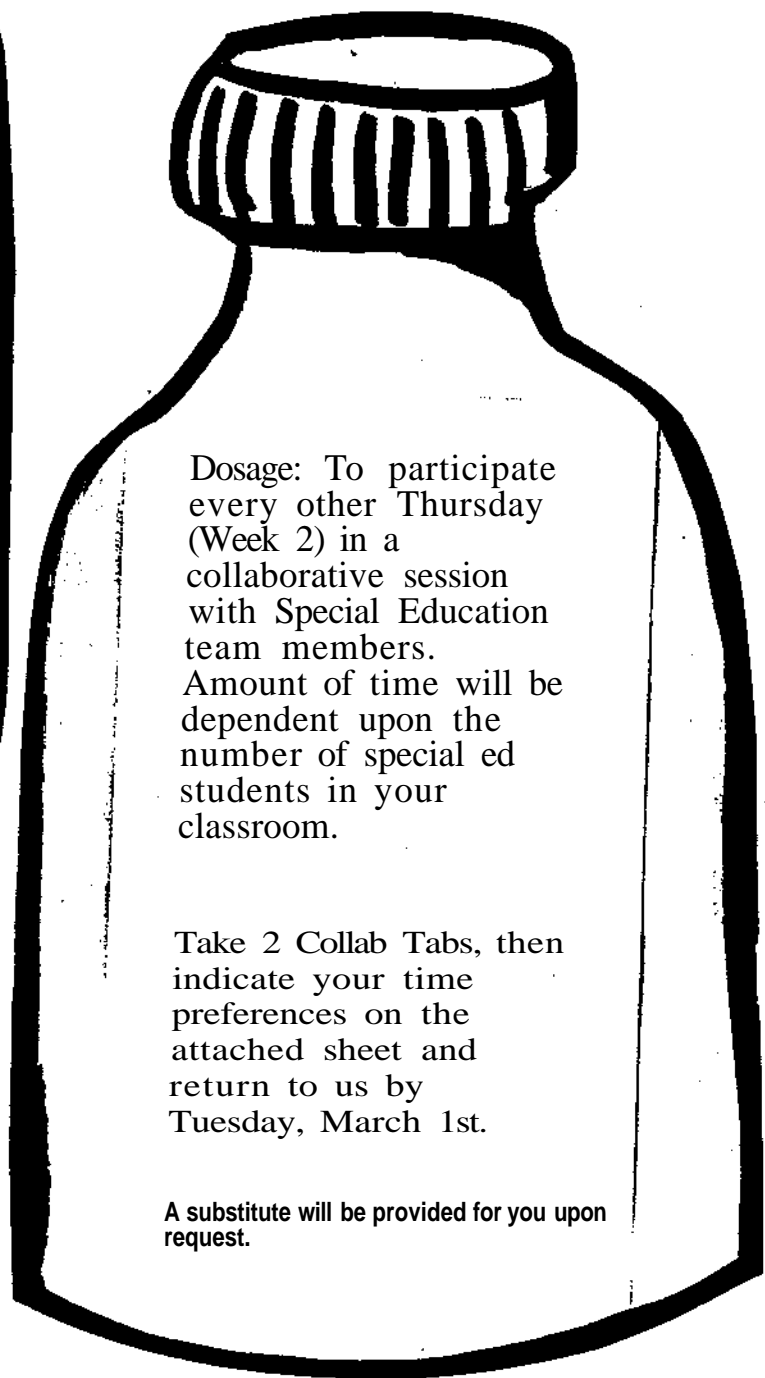 Dosage: To participate
every other Thursday
(Week 2) in a
collaborative session
with Special Education
team members.
Amount of time will be
dependent upon the
number of special ed
students in your
classroom.
Take 2 Collab Tabs, then
indicate your time
preferences on the
attached sheet and
return to us by
Tuesday, March 1st.
A substitute will be provided for you upon
request.